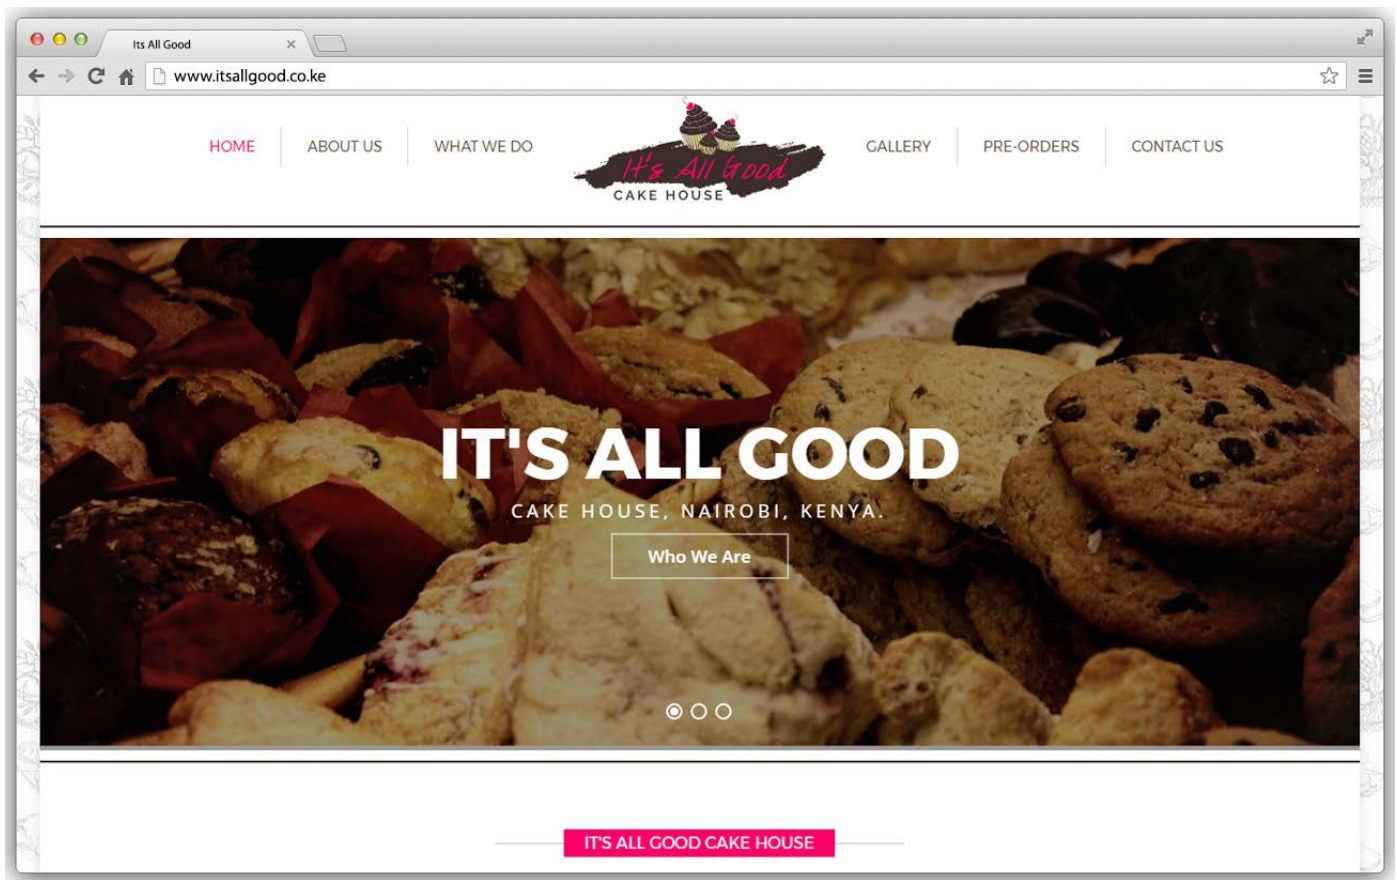 Its All Good
www.itsallgood.co.ke
HOME
ABOUT US
WHAT WE DO
It's All Good
CAKE HOUSE
GALLERY
PRE-ORDERS
CONTACT US
IT'S ALL GOOD
CAKE HOUSE, NAIROBI, KENYA.
Who We Are
IT'S ALL GOOD CAKE HOUSE